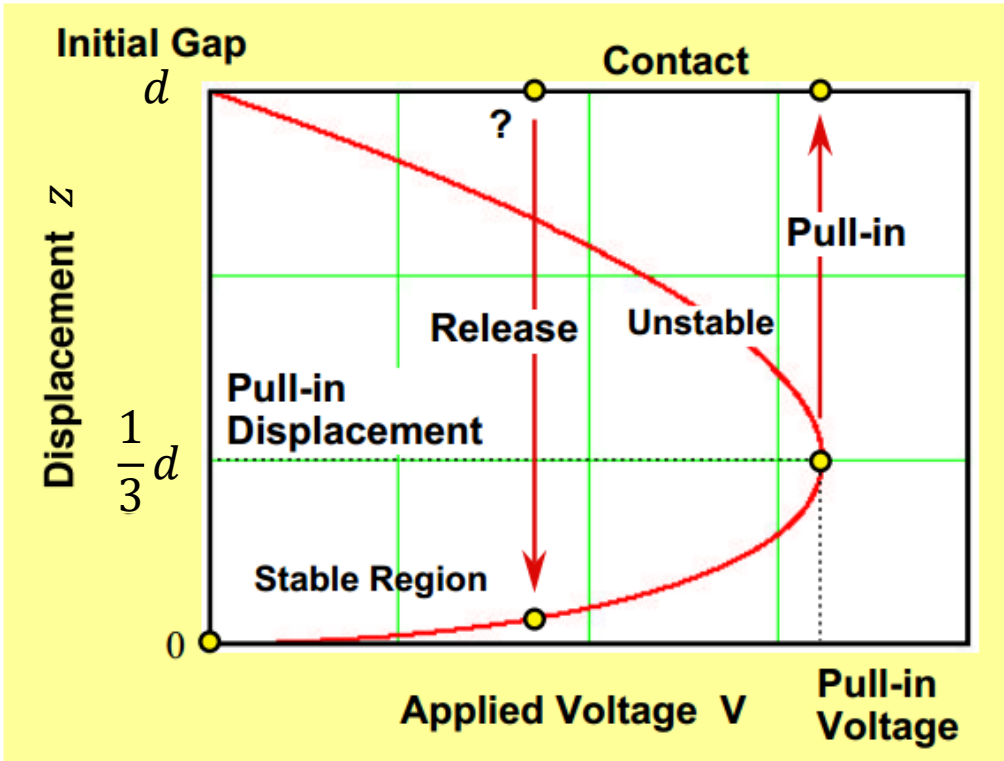 Initial Gap
d
Contact
?
Pull-in
Release
Unstable
Displacement z
Pull-in
Displacement
1/3 d
Stable Region
0
Applied Voltage V
Pull-in
Voltage